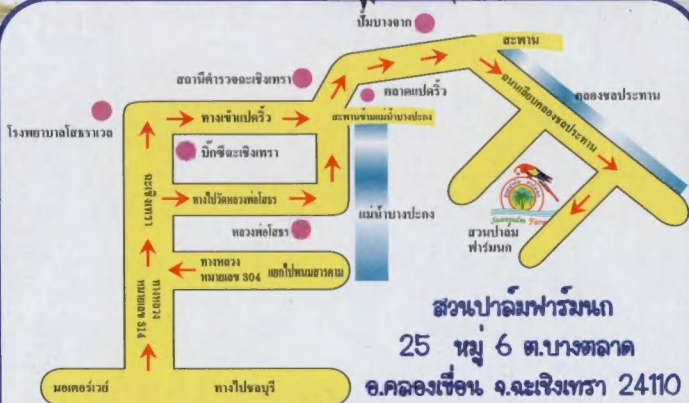 ปั้มบางจาก
สะพาน
สถานีตำรวจฉะเชิงเทรา
ตลาดแปดริ้ว
ถนนเลียบคลองชลประทาน
คลองชลประทาน
โรงพยาบาลโสธราเวช
ทางเข้าแปดริ้ว
สะพานข้ามแม่น้ำบางปะกง
บิ๊กซีฉะเชิงเทรา
ฉะเชิงเทรา
ทางไปวัดหลวงพ่อโสธร
แม่น้ำบางปะกง
หลวงพ่อโสธร
Suanpalm Farm
สวนปาล์ม
ฟาร์มนก
ทางหลวง
หมายเลข 304
แยกไปพนมสารคาม
ทางหลวง
หมายเลข 314
สวนปาล์มฟาร์มนก
25 หมู่ 6 ต.บางตลาด
อ.คลองเขื่อน จ.ฉะเชิงเทรา 24110
มอเตอร์เวย์
ทางไปชลบุรี